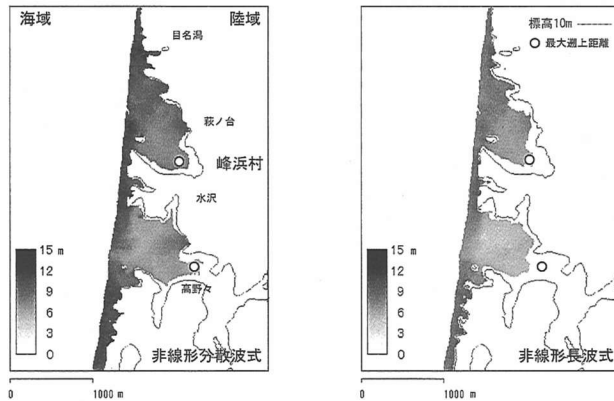 海域 陸域
目名潟
萩ノ台
峰浜村
水沢
高野々
15 m
12
9
6
3
0
非線形分散波式
0 1000 m
標高10m
最大遡上距離
15 m
12
9
6
3
0
非線形長波式
0 1000 m